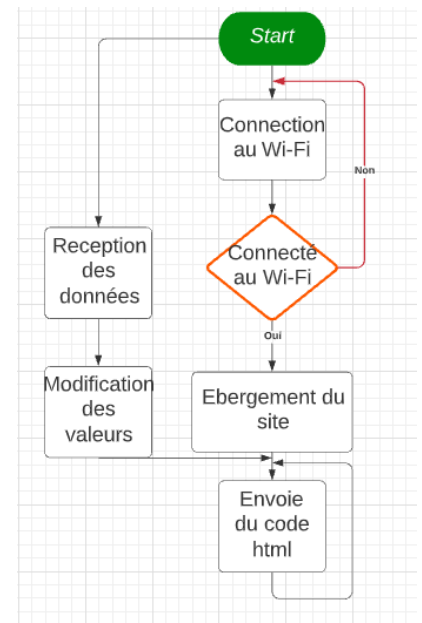 Start
Connection
au Wi-Fi
Non
Reception
des
données
Connecté
au Wi-Fi
Oui
Modification
des
valeurs
Ebergement du
site
Envoie
du code
html